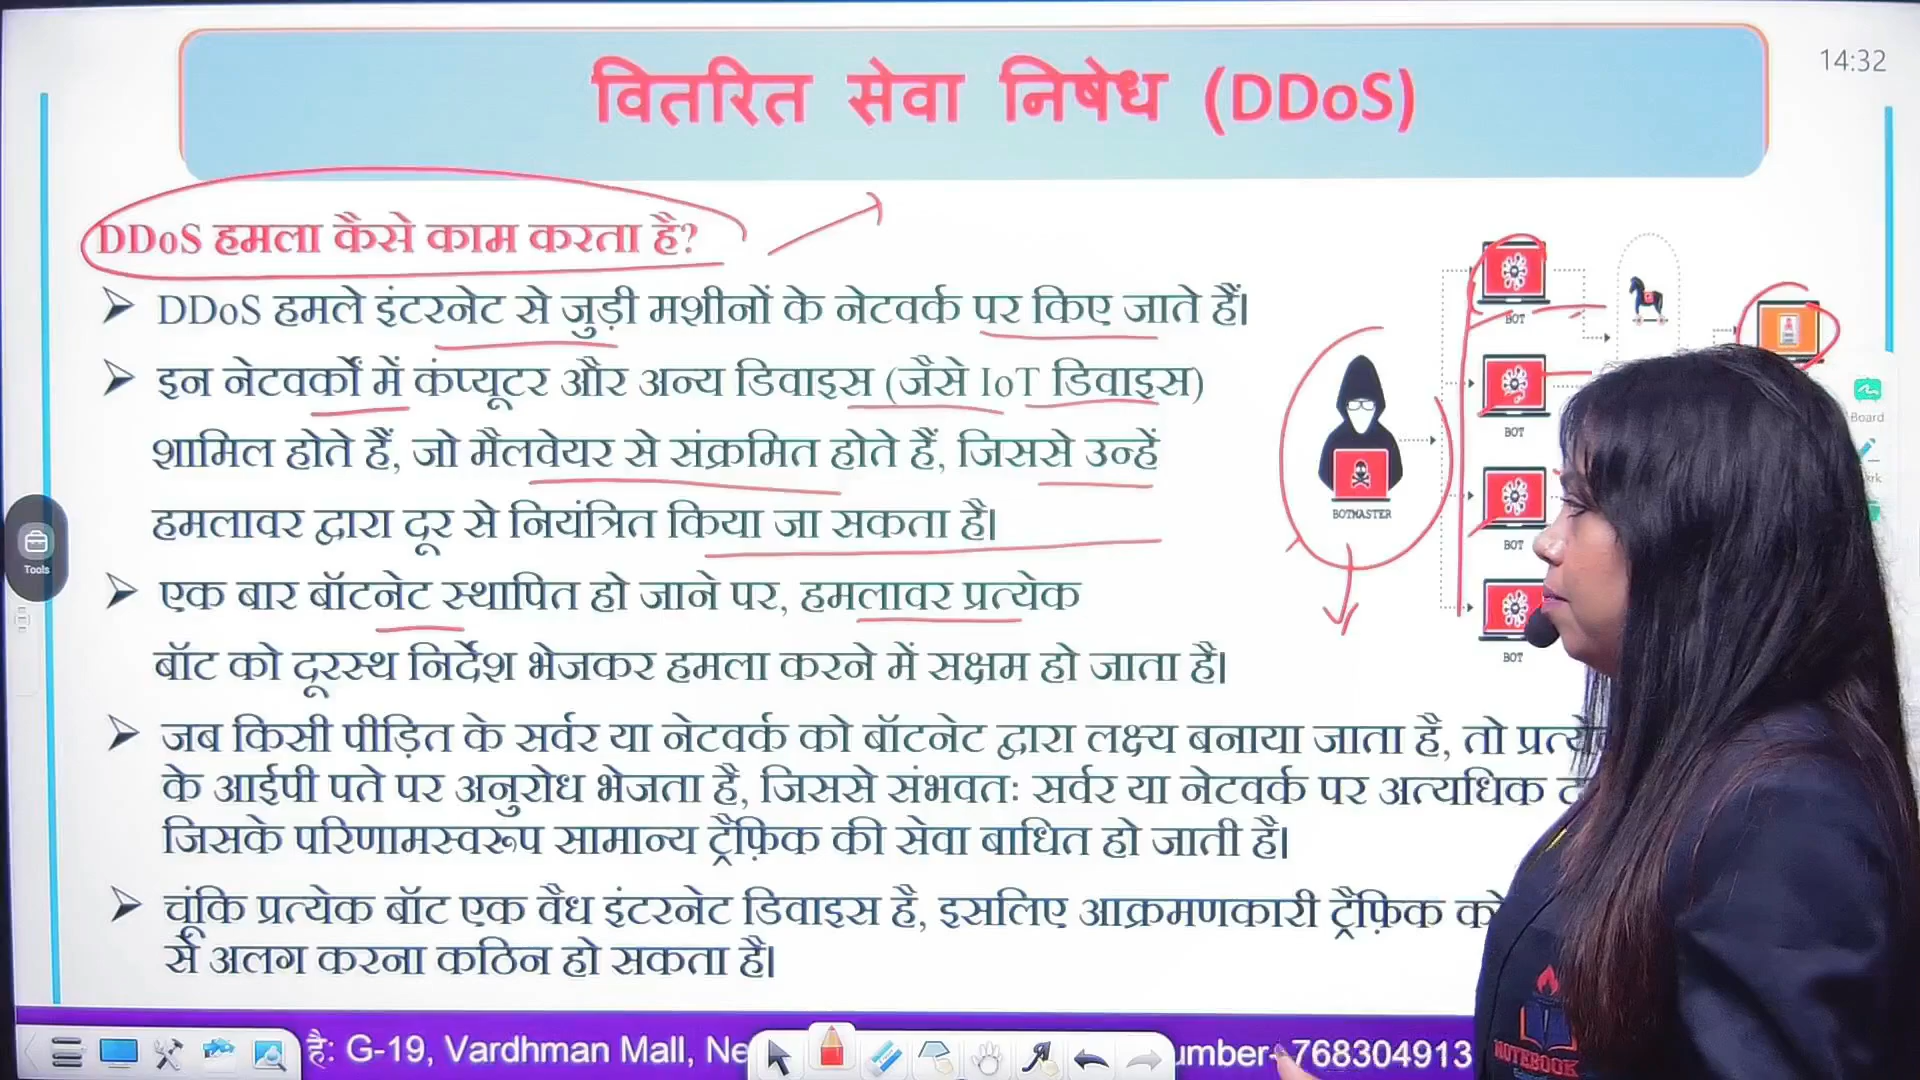 वितरित सेवा निषेध (DDoS)
14:32
DDoS हमला कैसे काम करता है?
DDoS हमले इंटरनेट से जुड़ी मशीनों के नेटवर्क पर किए जाते हैं।
इन नेटवर्कों में कंप्यूटर और अन्य डिवाइस (जैसे IoT डिवाइस)
शामिल होते हैं, जो मैलवेयर से संक्रमित होते हैं, जिससे उन्हें
हमलावर द्वारा दूर से नियंत्रित किया जा सकता है।
एक बार बॉटनेट स्थापित हो जाने पर, हमलावर प्रत्येक
बॉट को दूरस्थ निर्देश भेजकर हमला करने में सक्षम हो जाता है।
जब किसी पीड़ित के सर्वर या नेटवर्क को बॉटनेट द्वारा लक्ष्य बनाया जाता है, तो
के आईपी पते पर अनुरोध भेजता है, जिससे संभवतः सर्वर या नेटवर्क पर अत्यधिक
जिसके परिणामस्वरूप सामान्य ट्रैफ़िक की सेवा बाधित हो जाती है।
चूंकि प्रत्येक बॉट एक वैध इंटरनेट डिवाइस है, इसलिए आक्रमणकारी ट्रैफ़िक को
से अलग करना कठिन हो सकता है।
BOTMASTER
BOT
BOT
BOT
BOT
Board
Tools
है: G-19, Vardhman Mall, Ne
umber- 768304913
NOTEBOOK